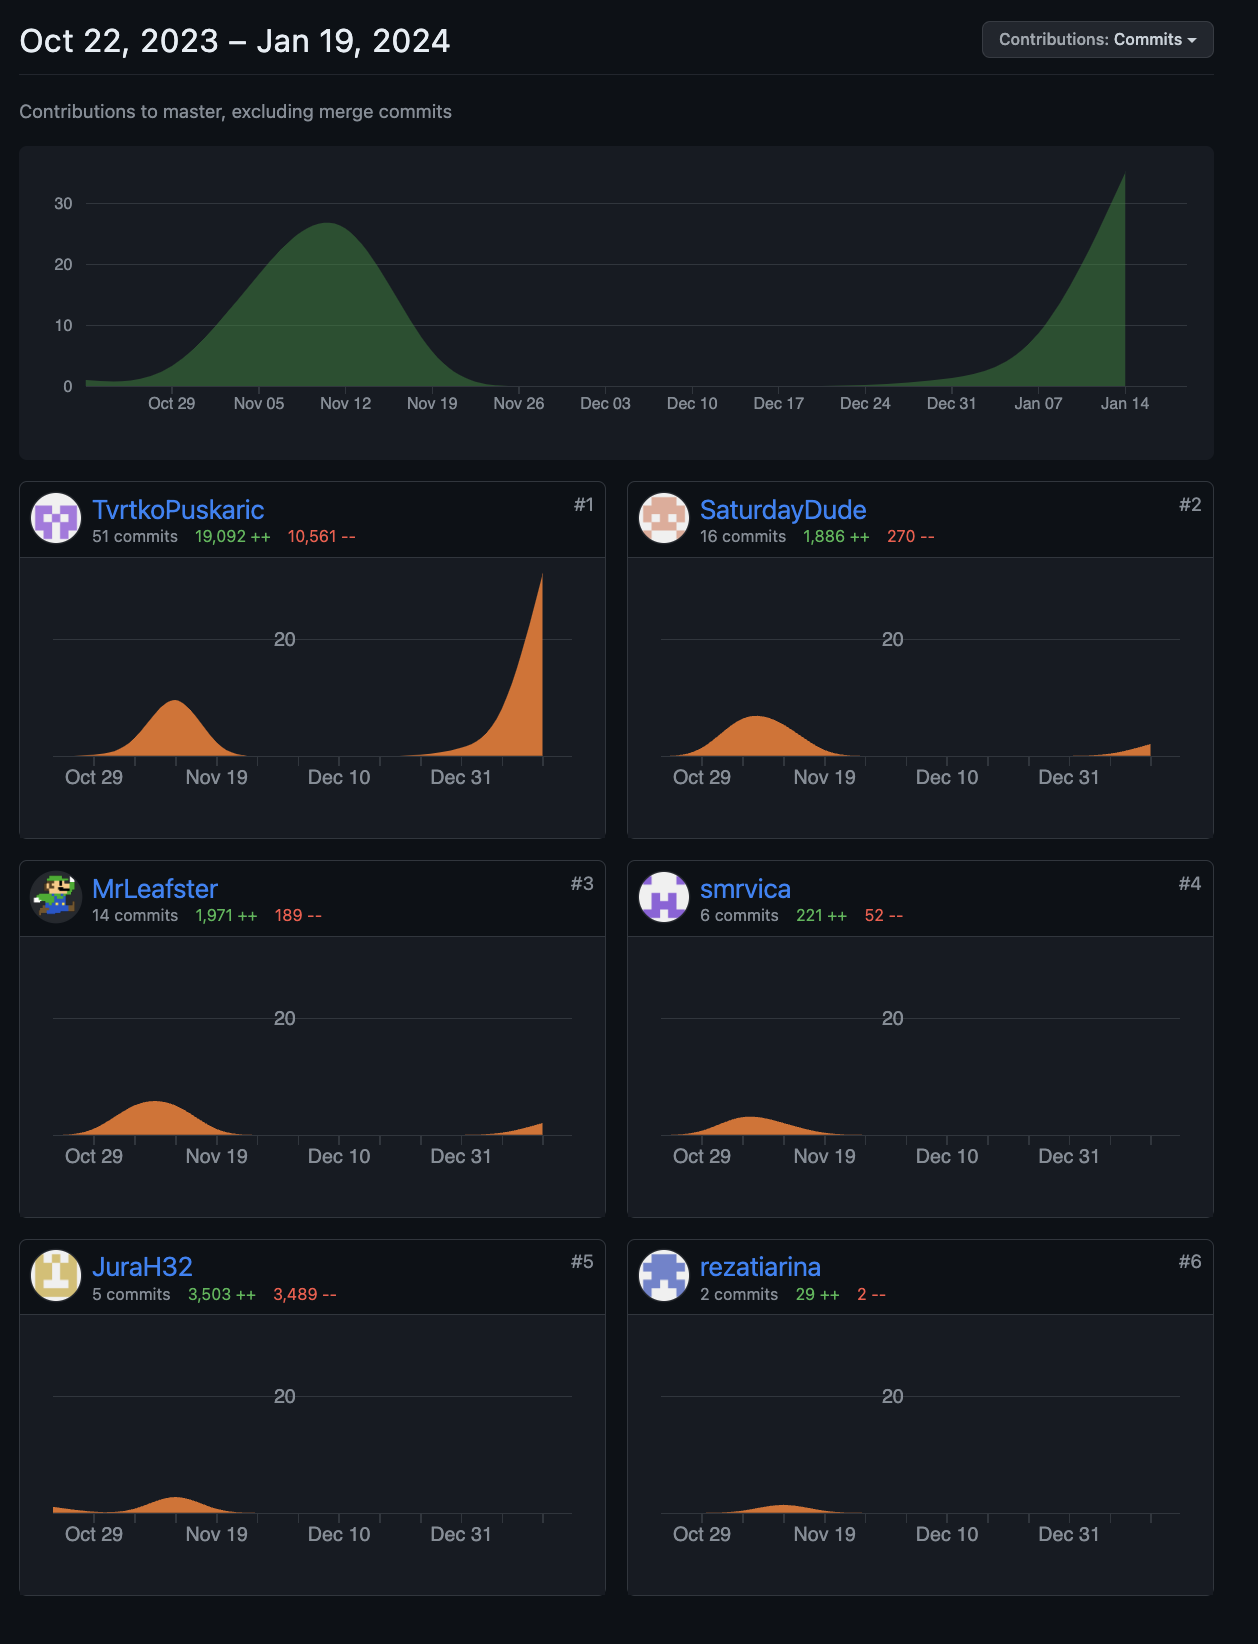 Oct 22, 2023 – Jan 19, 2024
Contributions: Commits
Contributions to master, excluding merge commits
30
20
10
0
Oct 29 Nov 05 Nov 12 Nov 19 Nov 26 Dec 03 Dec 10 Dec 17 Dec 24 Dec 31 Jan 07 Jan 14
TvrtkoPuskaric #1
51 commits 19,092 ++ 10,561 --
20
Oct 29 Nov 19 Dec 10 Dec 31
SaturdayDude #2
16 commits 1,886 ++ 270 --
20
Oct 29 Nov 19 Dec 10 Dec 31
MrLeafster #3
14 commits 1,971 ++ 189 --
20
Oct 29 Nov 19 Dec 10 Dec 31
smrvica #4
6 commits 221 ++ 52 --
20
Oct 29 Nov 19 Dec 10 Dec 31
JuraH32 #5
5 commits 3,503 ++ 3,489 --
20
Oct 29 Nov 19 Dec 10 Dec 31
rezatiarina #6
2 commits 29 ++ 2 --
20
Oct 29 Nov 19 Dec 10 Dec 31